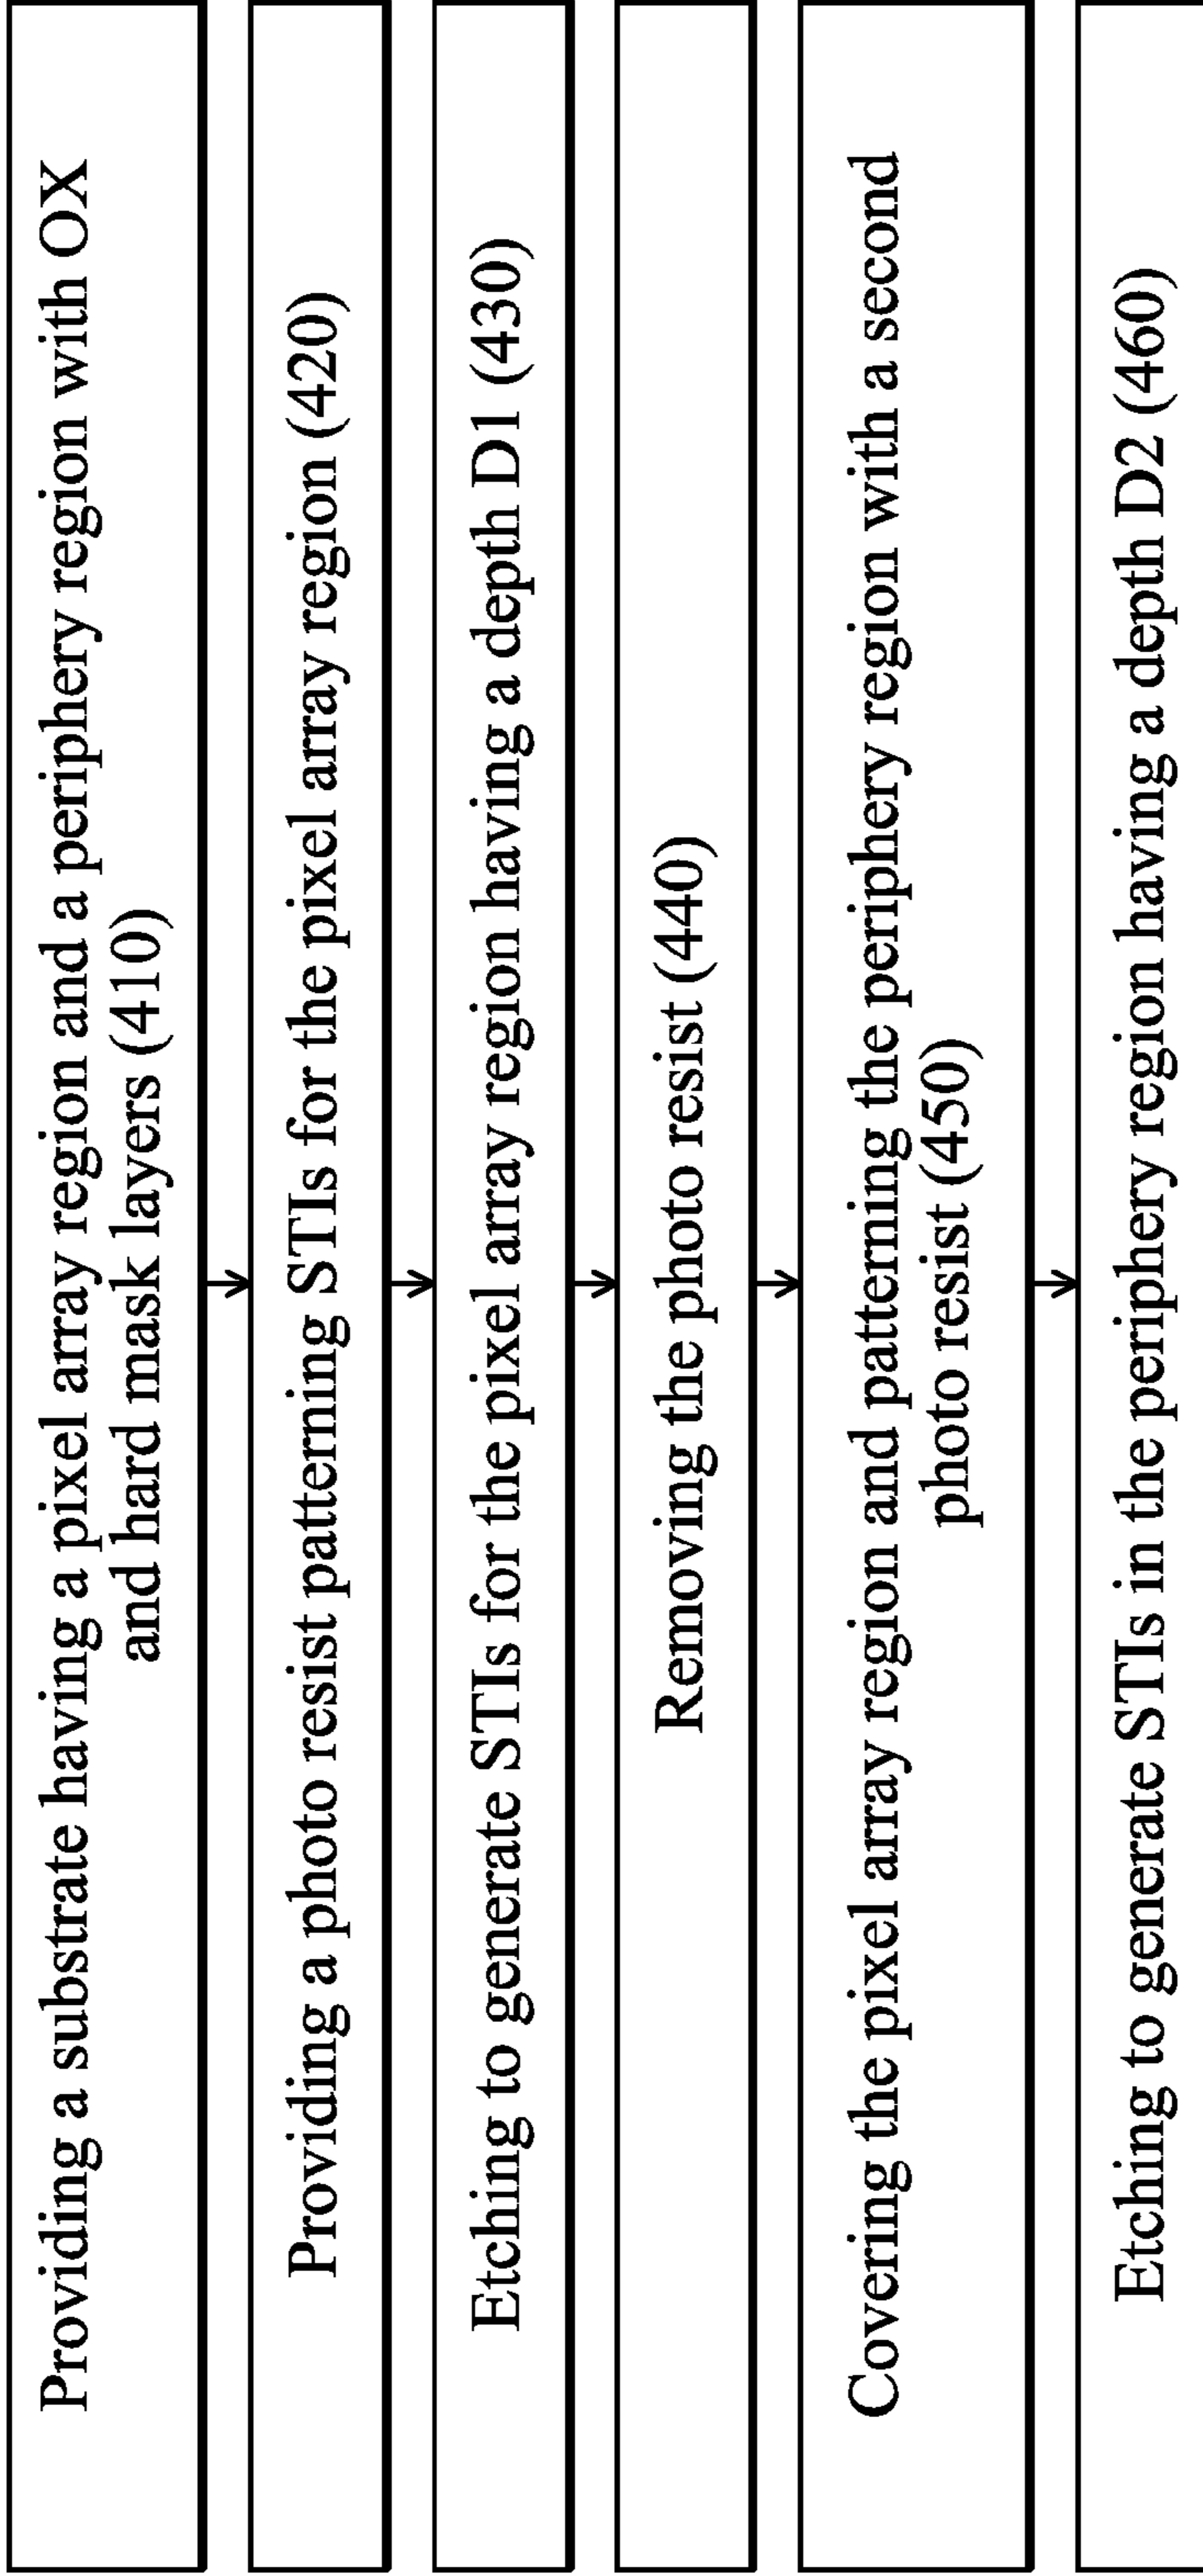 Providing a substrate having a pixel array region and a periphery region with OX
and hard mask layers (410)
Providing a photo resist patterning STIs for the pixel array region (420)
Etching to generate STIs for the pixel array region having a depth D1 (430)
Removing the photo resist (440)
Covering the pixel array region and patterning the periphery region with a second
photo resist (450)
Etching to generate STIs in the periphery region having a depth D2 (460)